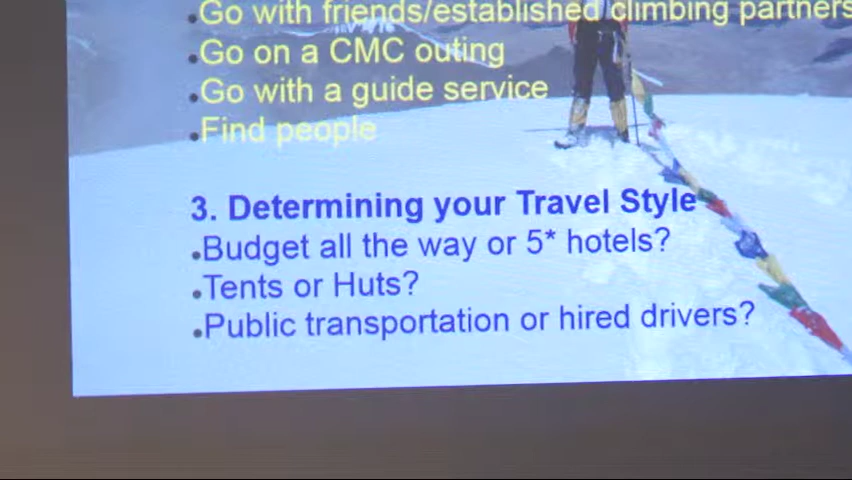 •Go with friends/established climbing partners
•Go on a CMC outing
•Go with a guide service
•Find people
3. Determining your Travel Style
•Budget all the way or 5* hotels?
•Tents or Huts?
•Public transportation or hired drivers?